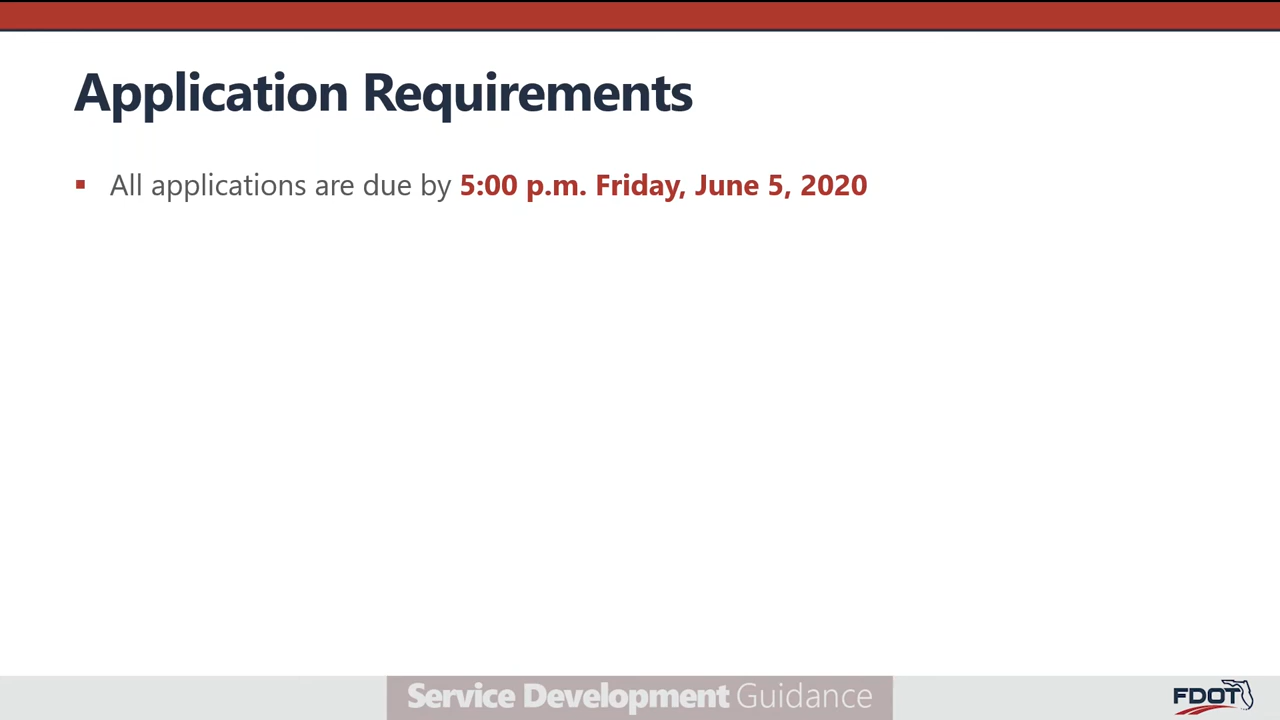 Application Requirements
All applications are due by 5:00 p.m. Friday, June 5, 2020
Service Development Guidance
FDOT